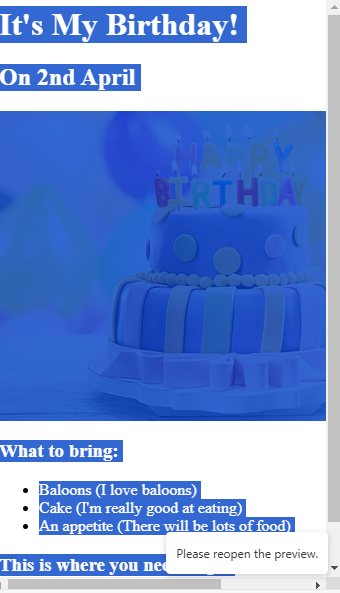 It's My Birthday!
On 2nd April
HAPPY
BIRTHDAY
What to bring:
Baloons (I love baloons)
Cake (I'm really good at eating)
An appetite (There will be lots of food)
This is where you nee
Please reopen the preview.